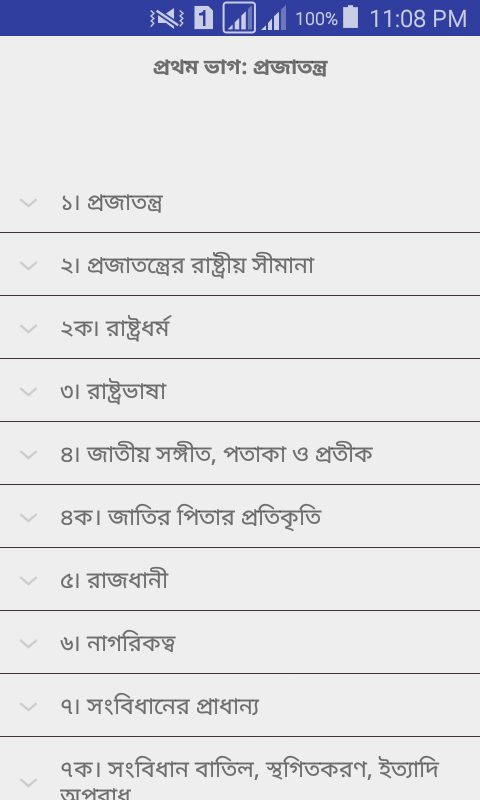 1 100% 11:08 PM
প্রথম ভাগ: প্রজাতন্ত্র
১। প্রজাতন্ত্র
২। প্রজাতন্ত্রের রাষ্ট্রীয় সীমানা
২ক। রাষ্ট্রধর্ম
৩। রাষ্ট্রভাষা
৪। জাতীয় সঙ্গীত, পতাকা ও প্রতীক
৪ক। জাতির পিতার প্রতিকৃতি
৫। রাজধানী
৬। নাগরিকত্ব
৭। সংবিধানের প্রাধান্য
৭ক। সংবিধান বাতিল, স্থগিতকরণ, ইত্যাদি
অপরাধ